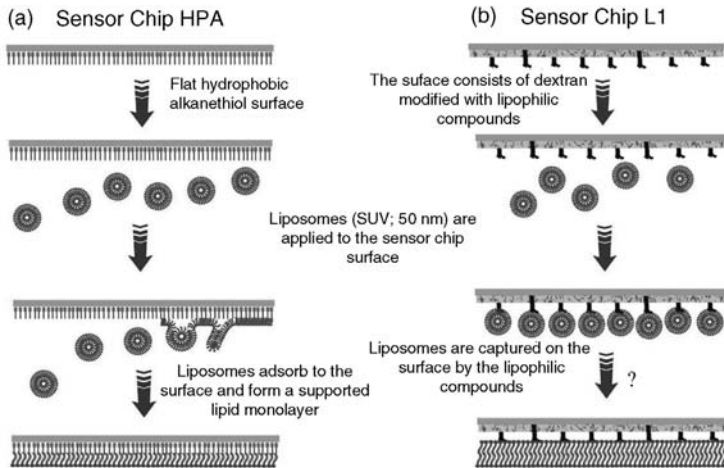 (a) Sensor Chip HPA
Flat hydrophobic
alkanethiol surface
(b) Sensor Chip L1
The suface consists of dextran
modified with lipophilic
compounds
Liposomes (SUV; 50 nm) are
applied to the sensor chip
surface
Liposomes adsorb to the
surface and form a supported
lipid monolayer
Liposomes are captured on the
surface by the lipophilic
compounds
?